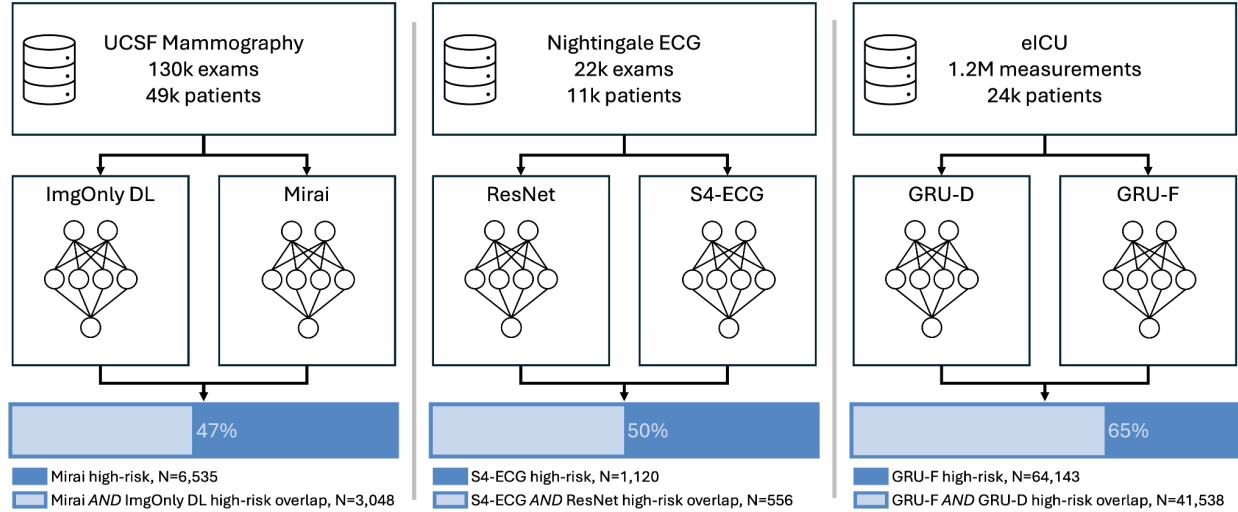 UCSF Mammography
130k exams
49k patients
ImgOnly DL
Mirai
47%
Mirai high-risk, N=6,535
Mirai AND ImgOnly DL high-risk overlap, N=3,048
Nightingale ECG
22k exams
11k patients
ResNet
S4-ECG
50%
S4-ECG high-risk, N=1,120
S4-ECG AND ResNet high-risk overlap, N=556
eICU
1.2M measurements
24k patients
GRU-D
GRU-F
65%
GRU-F high-risk, N=64,143
GRU-F AND GRU-D high-risk overlap, N=41,538